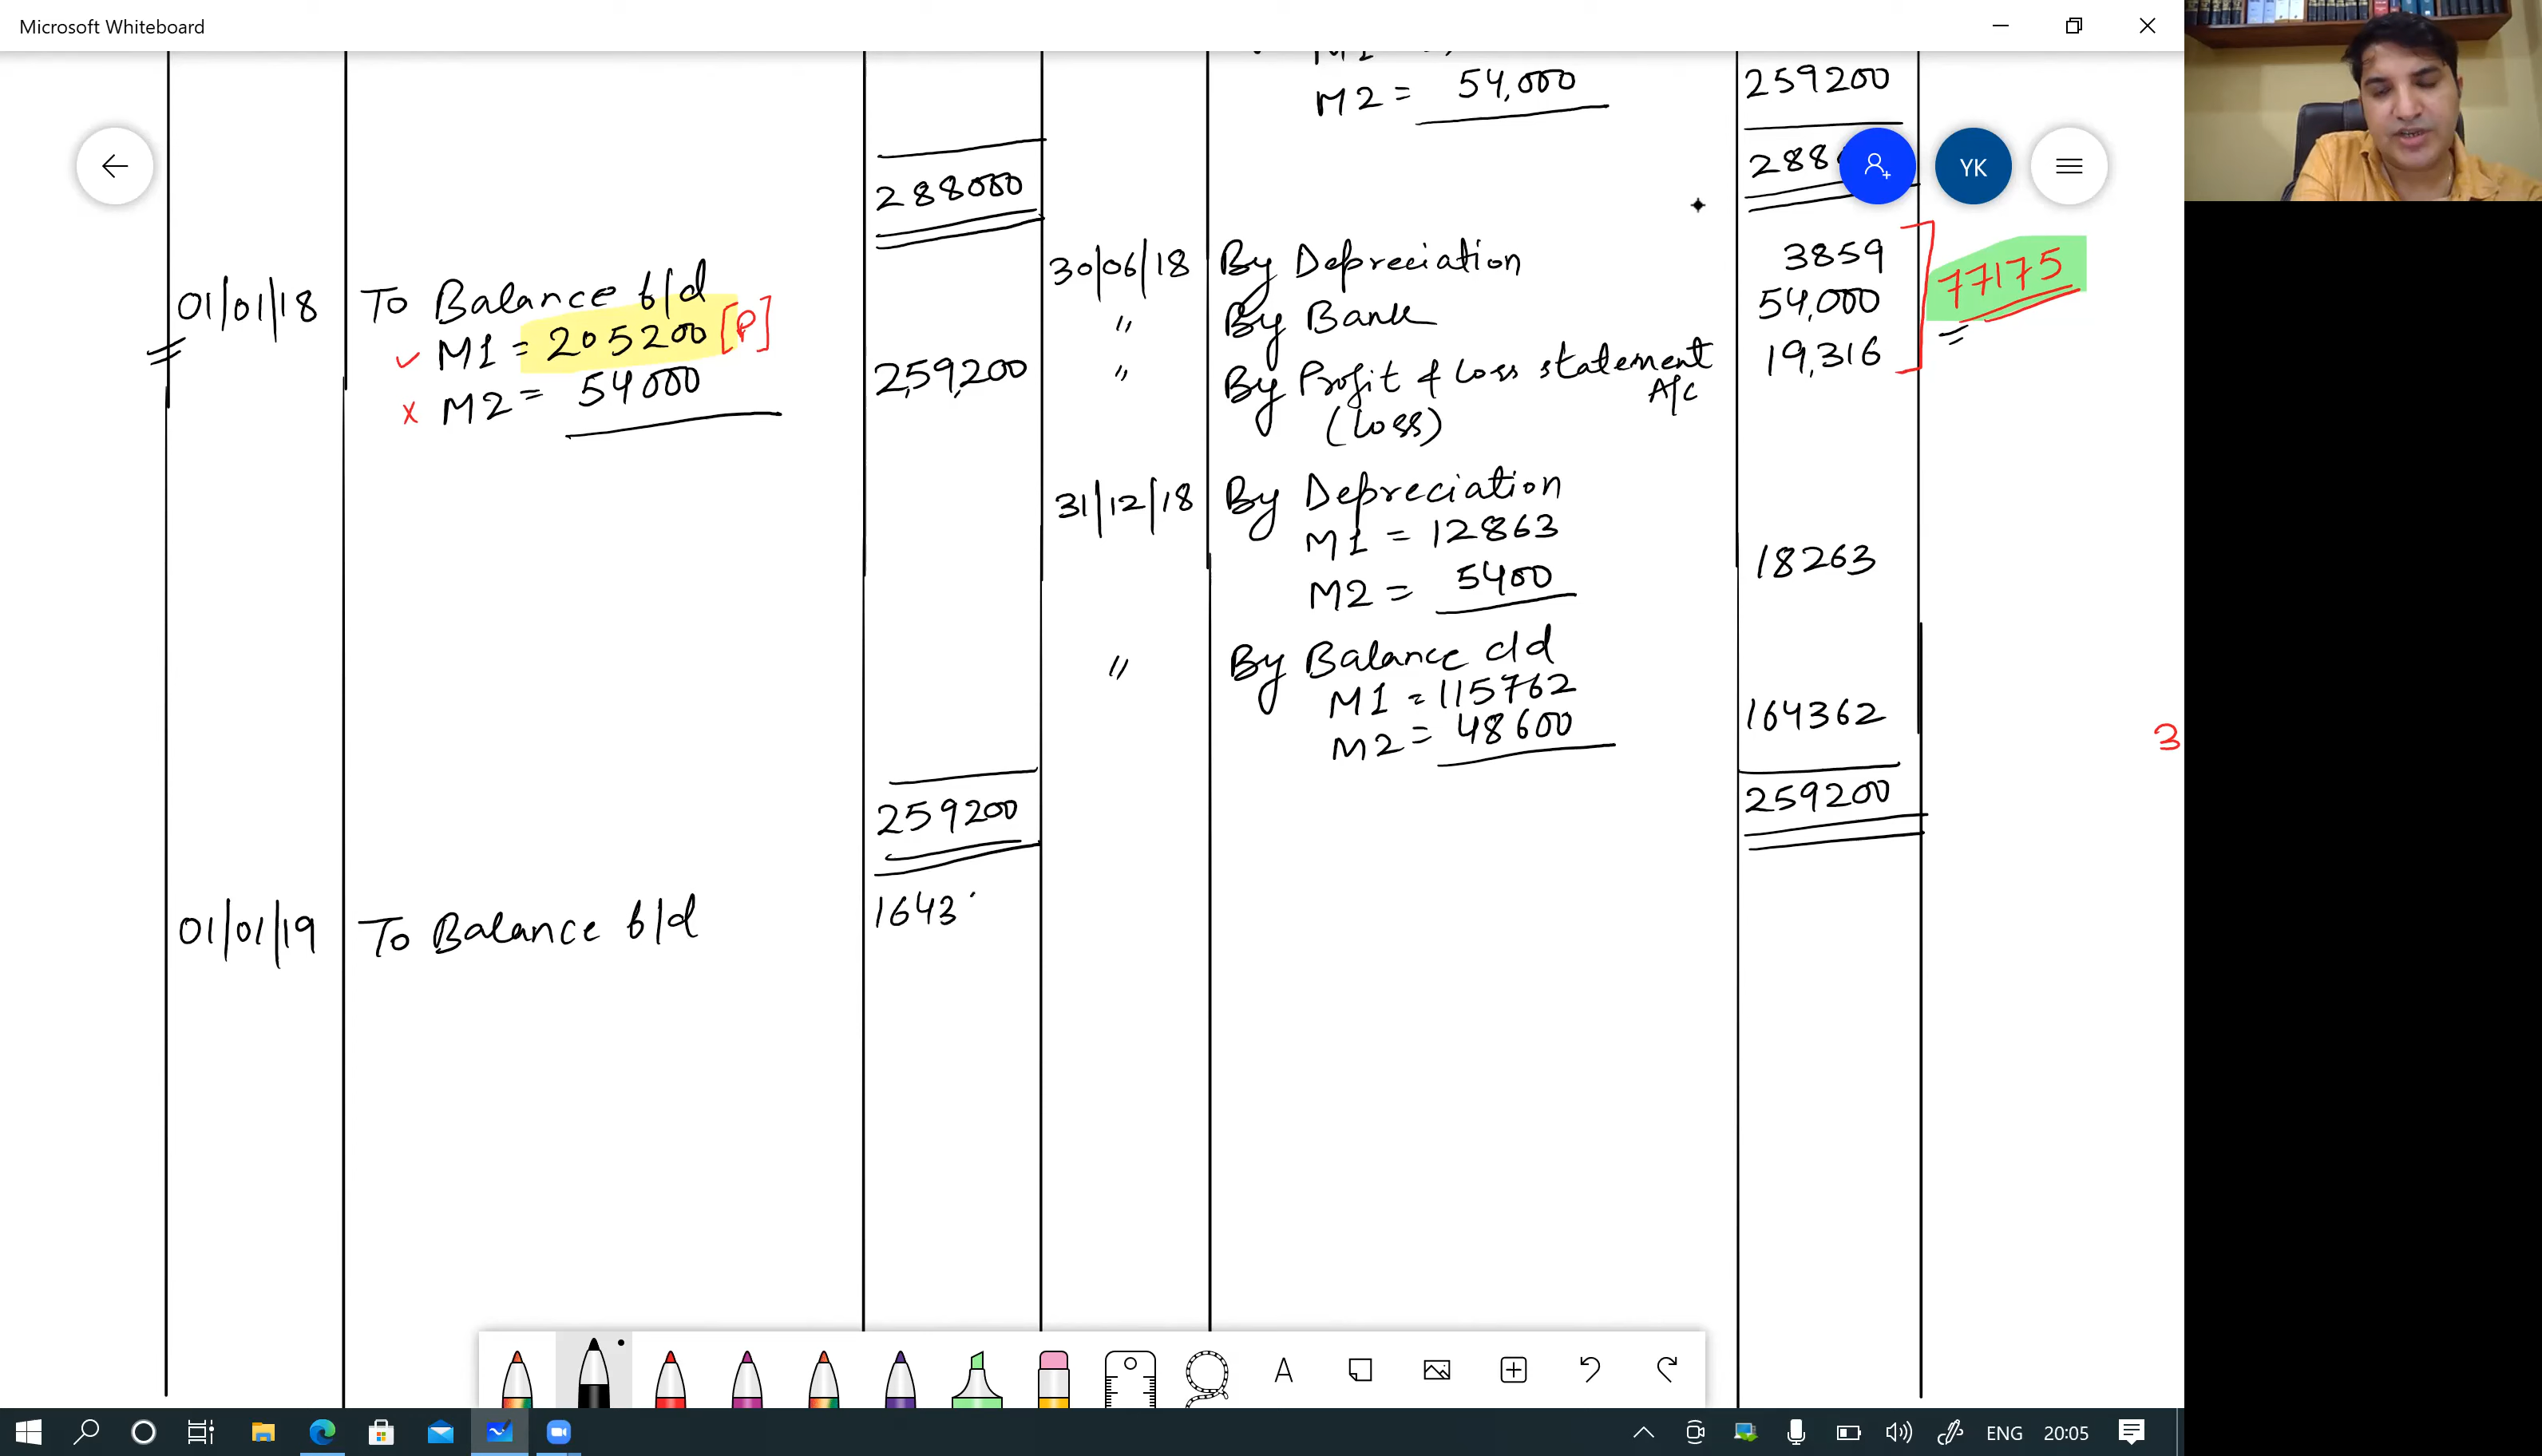 Microsoft Whiteboard
M2 = 54,000
259200
288000
288
YK
01/01/18 To Balance b/d
M1 = 205200 [P]
x M2 = 54000
2,59,200
30/06/18 By Depreciation 3859
" By Bank 54,000
" By Profit & Loss statement A/c 19,316
(Loss)
77175
31/12/18 By Depreciation
M1 = 12863
M2 = 5400
18263
" By Balance c/d
M1 = 115762
M2 = 48600
164362
3
259200
259200
01/01/19 To Balance b/d 1643
A
ENG 20:05